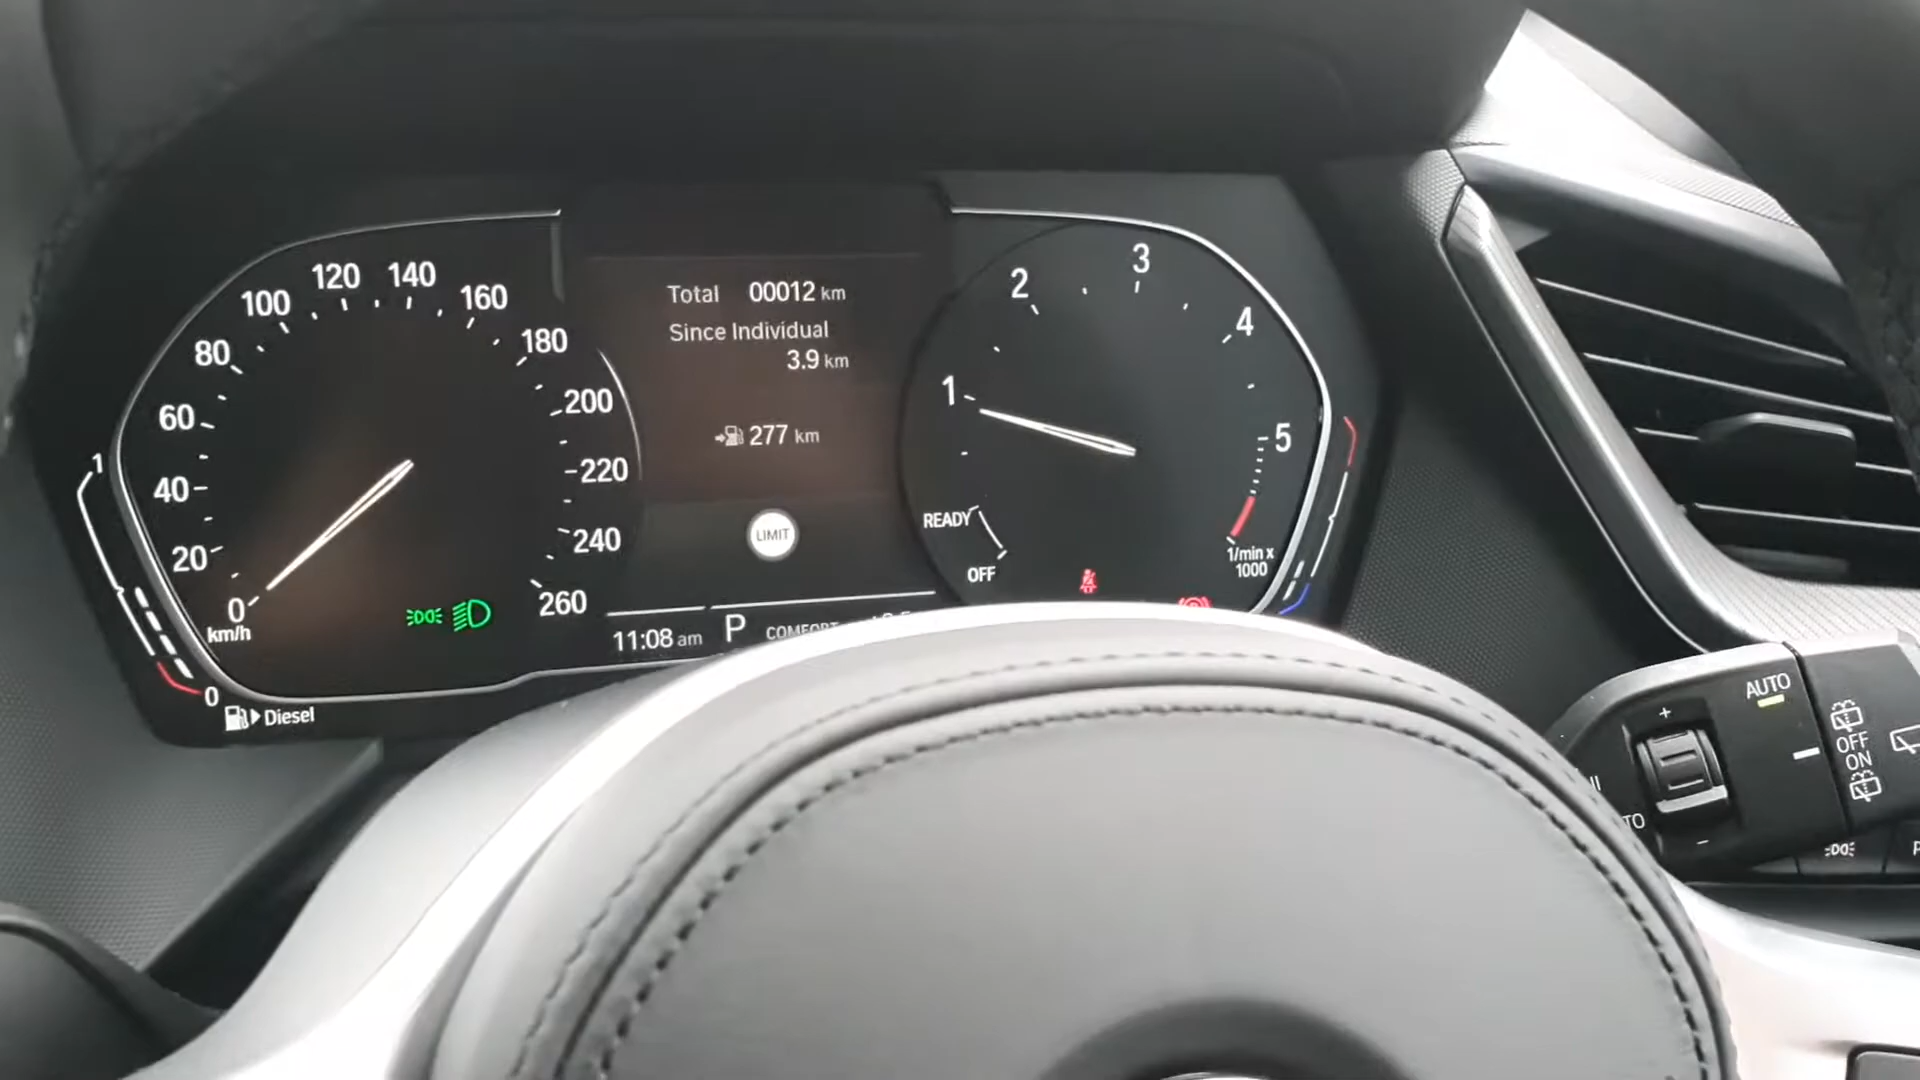 Total 00012 km
Since Individual
3.9 km
277 km
LIMIT
11:08 am P COMFORT
0
20
40
60
80
100
120
140
160
180
200
220
240
260
km/h
1
0
Diesel
1
2
3
4
5
1/min x
1000
READY
OFF
AUTO
+
−
OFF
ON